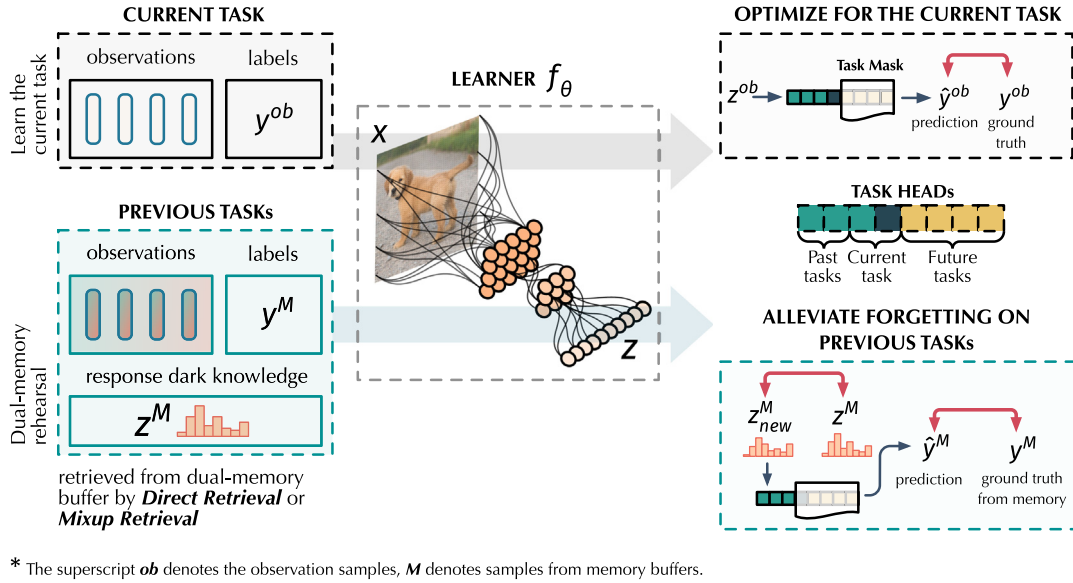 CURRENT TASK
Learn the
current task
observations
labels
y^ob
PREVIOUS TASKs
Dual-memory
rehearsal
observations
labels
y^M
response dark knowledge
z^M
retrieved from dual-memory
buffer by Direct Retrieval or
Mixup Retrieval
LEARNER f_θ
x
z
OPTIMIZE FOR THE CURRENT TASK
Task Mask
z^ob
ŷ^ob
y^ob
prediction
ground
truth
TASK HEADs
Past
tasks
Current
task
Future
tasks
ALLEVIATE FORGETTING ON
PREVIOUS TASKs
z^M_new
z^M
ŷ^M
y^M
prediction
ground truth
from memory
* The superscript ob denotes the observation samples, M denotes samples from memory buffers.